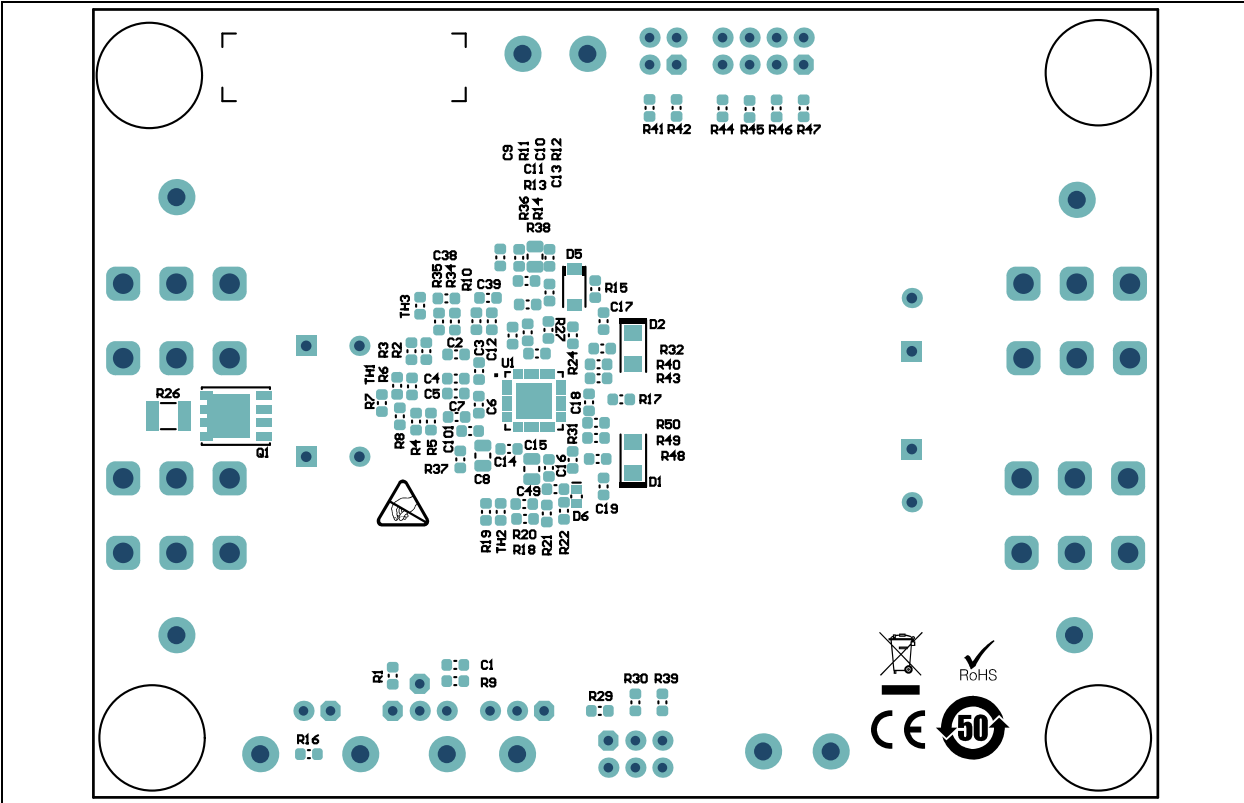 R41 R42 R44 R45 R46 R47
C9
R11
C10
R12
C11
R13
C13
R36
R14
R38
C38
R35
R34
R10
C39
D5
R15
C17
TH3
R27
D2
C2
C3
C12
U1
R24
R32
R40
R43
R3
R2
TH1
R6
R7
C4
C5
C7
C6
C18
R17
R26
Q1
R8
R4
R5
C101
R31
R50
R49
R48
R37
C8
C14
C15
C16
D1
C49
D6
C19
R19
TH2
R20
R18
R21
R22
R1
C1
R9
R16
R29
R30
R39
RoHS
CE
50